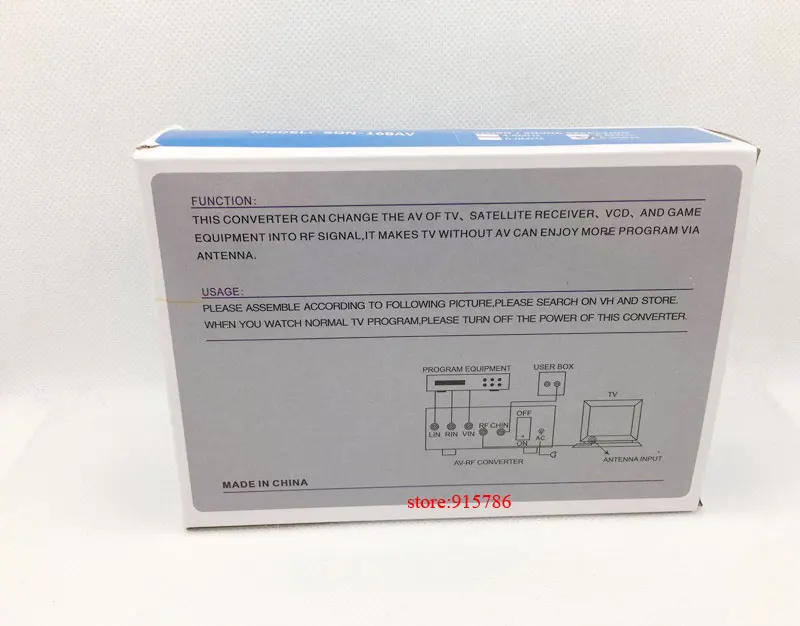 MODEL: SDN-168AV
FUNCTION:
THIS CONVERTER CAN CHANGE THE AV OF TV、SATELLITE RECEIVER、VCD、AND GAME
EQUIPMENT INTO RF SIGNAL,IT MAKES TV WITHOUT AV CAN ENJOY MORE PROGRAM VIA
ANTENNA.
USAGE:
PLEASE ASSEMBLE ACCORDING TO FOLLOWING PICTURE,PLEASE SEARCH ON VH AND STORE.
WHEN YOU WATCH NORMAL TV PROGRAM,PLEASE TURN OFF THE POWER OF THIS CONVERTER.
PROGRAM EQUIPMENT
USER BOX
TV
OFF
LIN RIN VIN RF CHIN
ON
AC
AV-RF CONVERTER
ANTENNA INPUT
MADE IN CHINA
store:915786